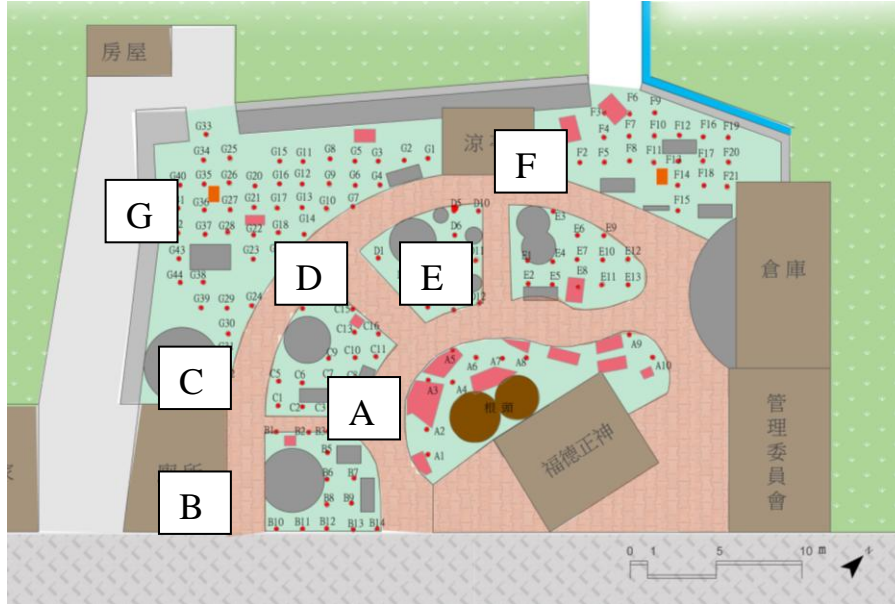 房屋
涼
F6
F3 F9
F4 F7 F10 F12 F16 F19
F2 F5 F8 F11 F13 F17 F20
F14 F18 F21
F15
F
G33
G34 G25 G15 G11 G8 G5 G3 G2 G1
G40 G35 G26 G20 G16 G12 G9 G6 G4
G36 G27 G21 G17 G13 G10 G7
G37 G28 G22 G18 G14
G43 G23
G44 G38
G39 G29 G24
G30
G
D5 D10
D6
D1
D
E
E3
E6 E9
E1 E4 E7 E10 E12
E2 E5 E8 E11 E13
倉庫
C15
C13 C16
C9 C10 C11
C5 C6 C7 C8
C1 C2 C3
C
A
A5 A6 A7 A8 A9
A3 A4 A10
A2
A1
樹頭
福德正神
管理委員會
B1 B2
B5
B6 B7
B8 B9
B10 B11 B12 B13 B14
B
0 1 5 10 m